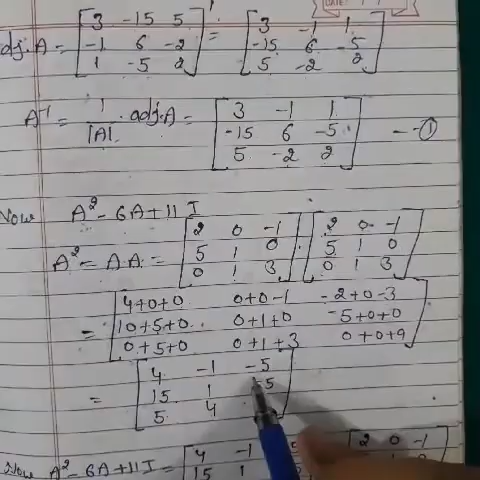 DATE:
adj.A = [3 -15 5]' = [3 -1 1]
[-1 6 -2] [-15 6 -5]
[1 -5 2] [5 -2 2]
A⁻¹ = 1/|A| . adj.A = [3 -1 1] — ①
[-15 6 -5]
[5 -2 2]
Now A² - 6A + 11 I
A² = A.A. = [2 0 -1] . [2 0 -1]
[5 1 0] [5 1 0]
[0 1 3] [0 1 3]
= [4+0+0 0+0-1 -2+0-3]
[10+5+0 0+1+0 -5+0+0]
[0+5+0 0+1+3 0+0+9]
= [4 -1 -5]
[15 1 -5]
[5 4
Now A² - 6A + 11 I = [4 -1 [2 0 -1]
[15 1